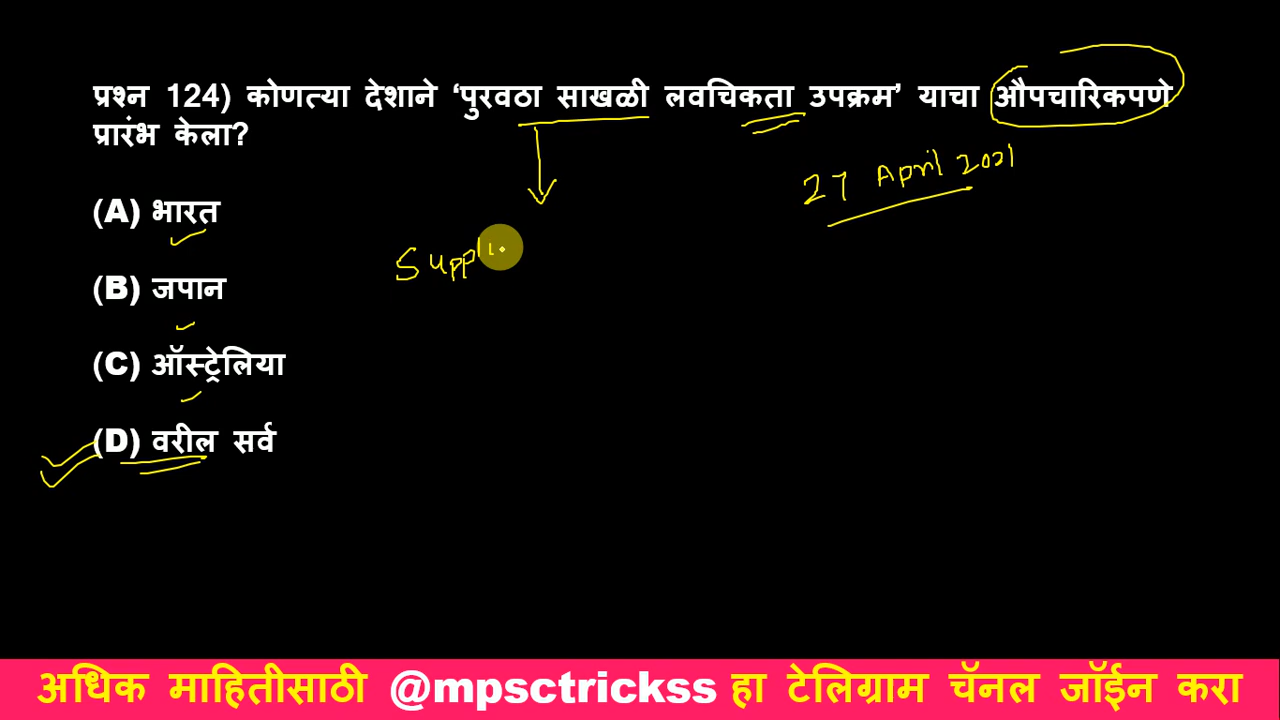 प्रश्न 124) कोणत्या देशाने ‘पुरवठा साखळी लवचिकता उपक्रम’ याचा औपचारिकपणे
प्रारंभ केला?
27 April 2021
(A) भारत
Suppl
(B) जपान
(C) ऑस्ट्रेलिया
(D) वरील सर्व
अधिक माहितीसाठी @mpsctrickss हा टेलिग्राम चॅनल जॉईन करा